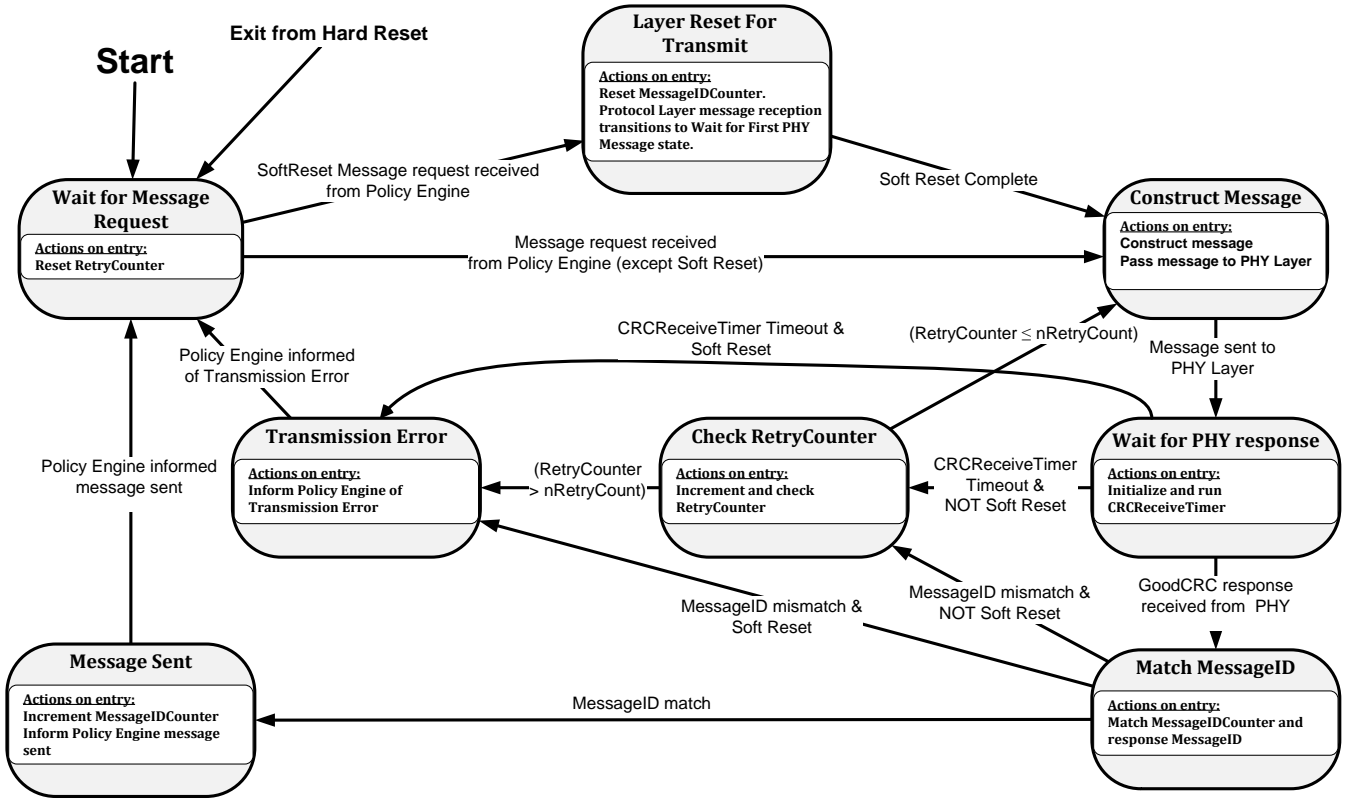 Start
Exit from Hard Reset
Layer Reset For
Transmit
Actions on entry:
Reset MessageIDCounter.
Protocol Layer message reception
transitions to Wait for First PHY
Message state.
SoftReset Message request received
from Policy Engine
Soft Reset Complete
Wait for Message
Request
Actions on entry:
Reset RetryCounter
Message request received
from Policy Engine (except Soft Reset)
Construct Message
Actions on entry:
Construct message
Pass message to PHY Layer
Policy Engine informed
of Transmission Error
CRCReceiveTimer Timeout &
Soft Reset
(RetryCounter ≤ nRetryCount)
Message sent to
PHY Layer
Policy Engine informed
message sent
Transmission Error
Actions on entry:
Inform Policy Engine of
Transmission Error
(RetryCounter
> nRetryCount)
Check RetryCounter
Actions on entry:
Increment and check
RetryCounter
CRCReceiveTimer
Timeout &
NOT Soft Reset
Wait for PHY response
Actions on entry:
Initialize and run
CRCReceiveTimer
MessageID mismatch &
Soft Reset
MessageID mismatch &
NOT Soft Reset
GoodCRC response
received from PHY
Message Sent
Actions on entry:
Increment MessageIDCounter
Inform Policy Engine message
sent
MessageID match
Match MessageID
Actions on entry:
Match MessageIDCounter and
response MessageID